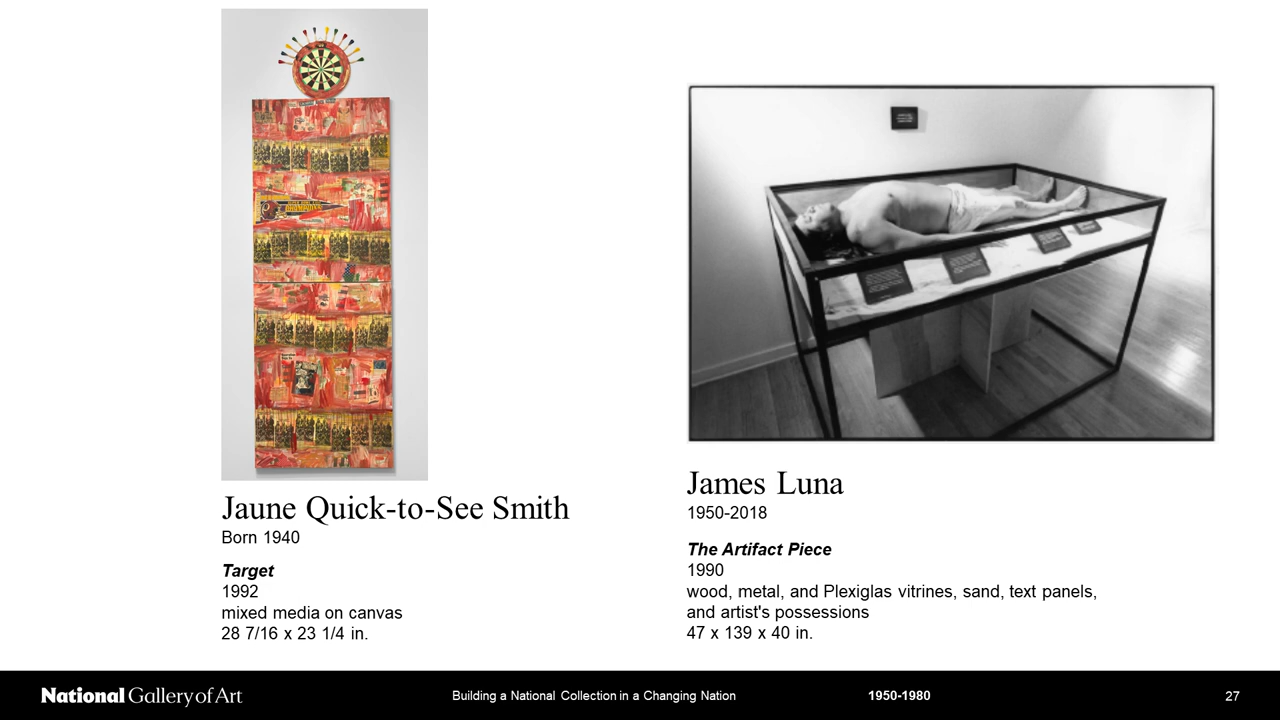 Jaune Quick-to-See Smith
Born 1940
Target
1992
mixed media on canvas
28 7/16 x 23 1/4 in.
James Luna
1950-2018
The Artifact Piece
1990
wood, metal, and Plexiglas vitrines, sand, text panels,
and artist's possessions
47 x 139 x 40 in.
National Gallery of Art
Building a National Collection in a Changing Nation
1950-1980
27